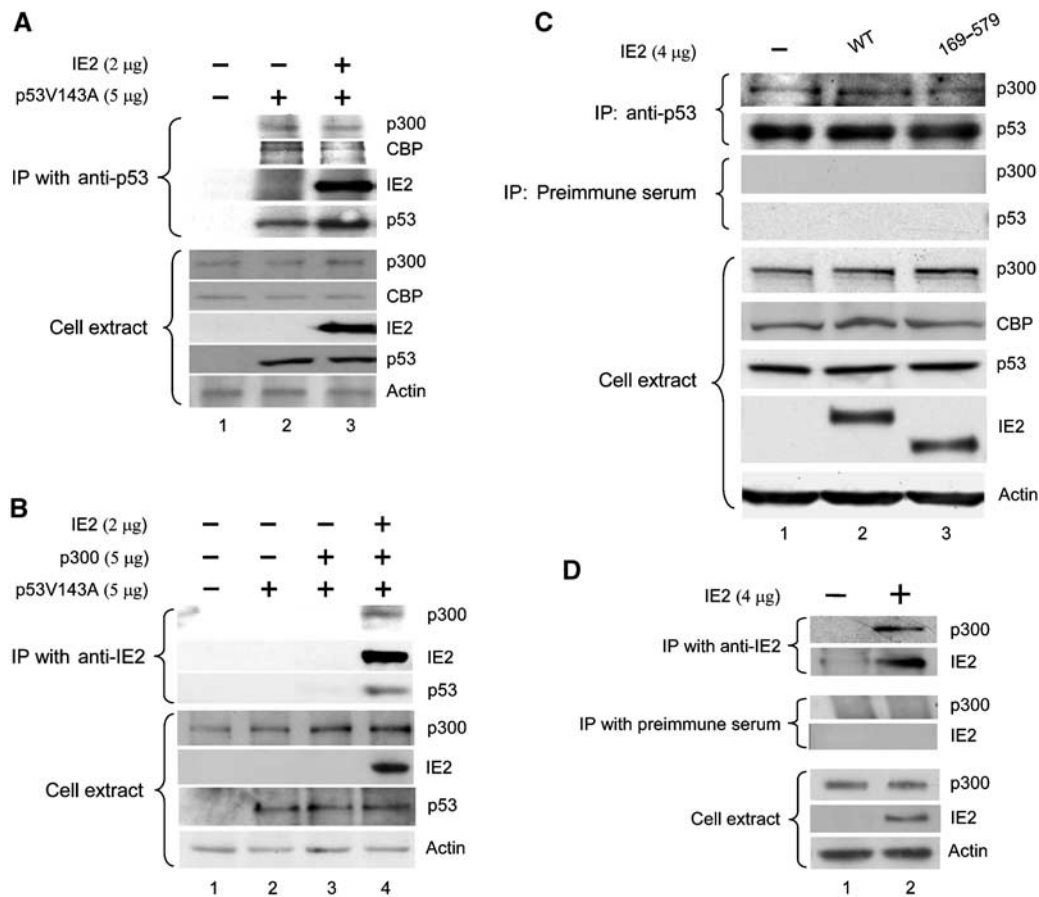 A
IE2 (2 µg) − − +
p53V143A (5 µg) − + +
IP with anti-p53
p300
CBP
IE2
p53
Cell extract
p300
CBP
IE2
p53
Actin
1 2 3
B
IE2 (2 µg) − − − +
p300 (5 µg) − − + +
p53V143A (5 µg) − + + +
IP with anti-IE2
p300
IE2
p53
Cell extract
p300
IE2
p53
Actin
1 2 3 4
C
IE2 (4 µg) − WT 169–579
IP: anti-p53
p300
p53
IP: Preimmune serum
p300
p53
Cell extract
p300
CBP
p53
IE2
Actin
1 2 3
D
IE2 (4 µg) − +
IP with anti-IE2
p300
IE2
IP with preimmune serum
p300
IE2
Cell extract
p300
IE2
Actin
1 2